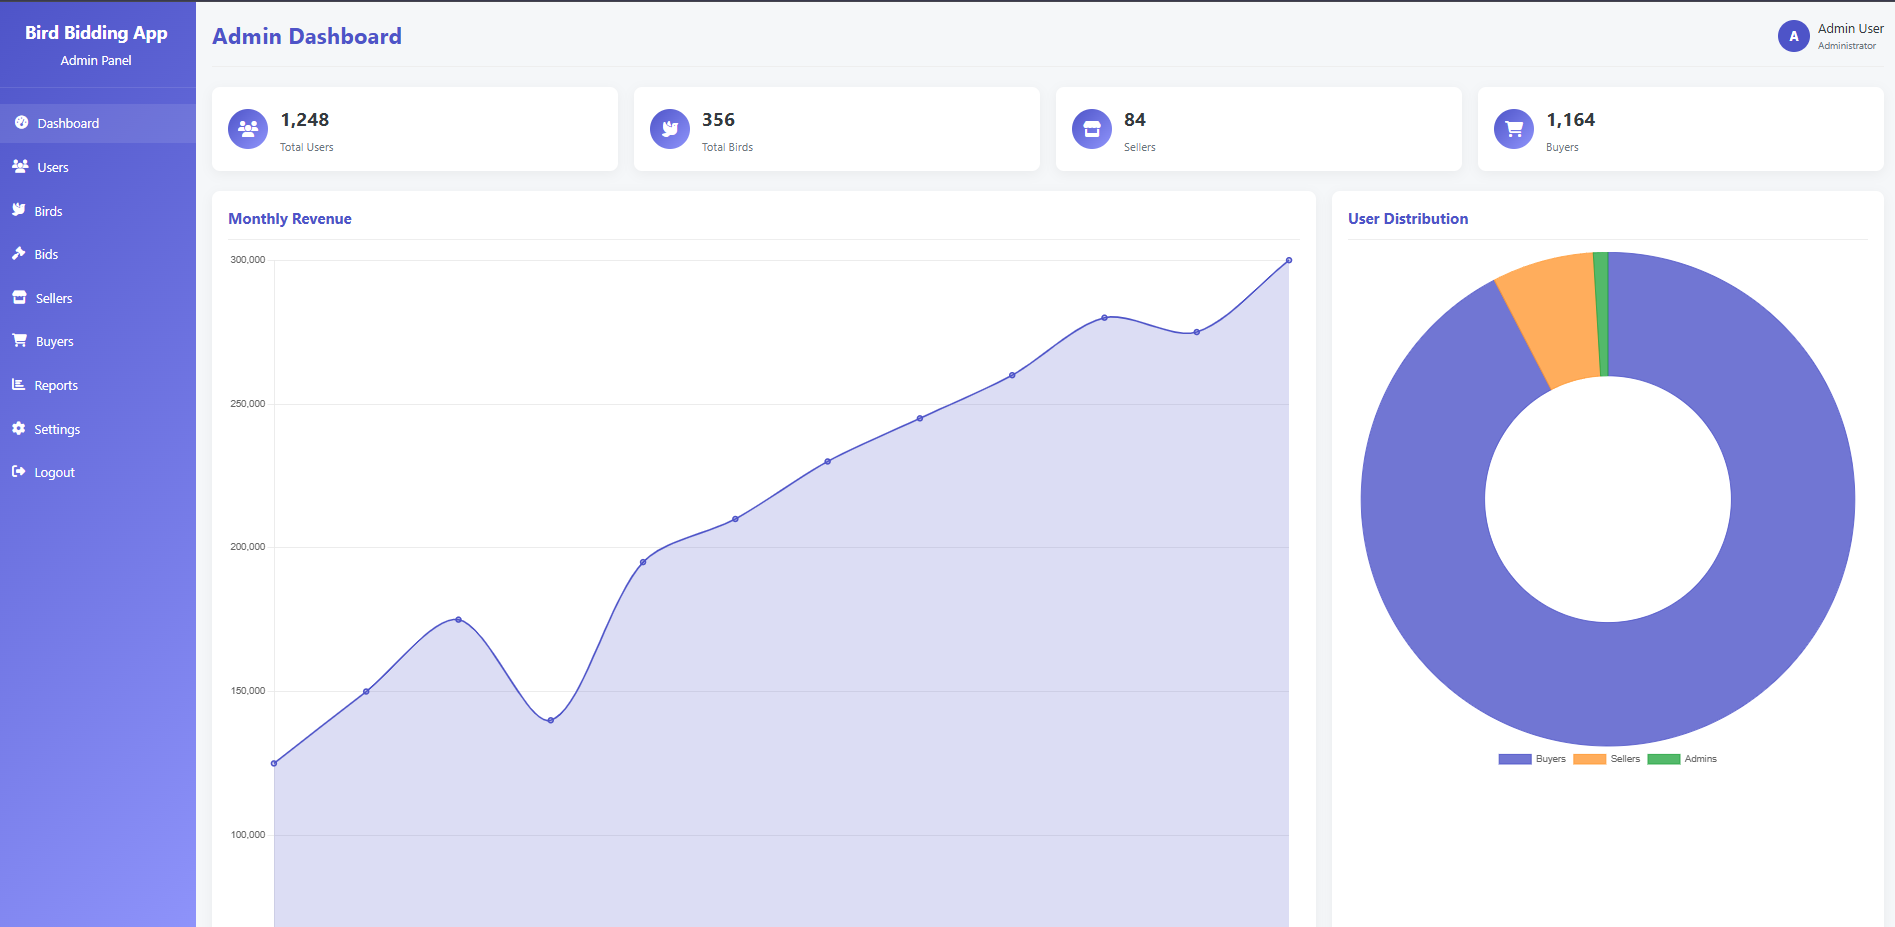 Bird Bidding App
Admin Panel
Dashboard
Users
Birds
Bids
Sellers
Buyers
Reports
Settings
Logout
Admin Dashboard
A
Admin User
Administrator
1,248
Total Users
356
Total Birds
84
Sellers
1,164
Buyers
Monthly Revenue
300,000
250,000
200,000
150,000
100,000
User Distribution
Buyers Sellers Admins